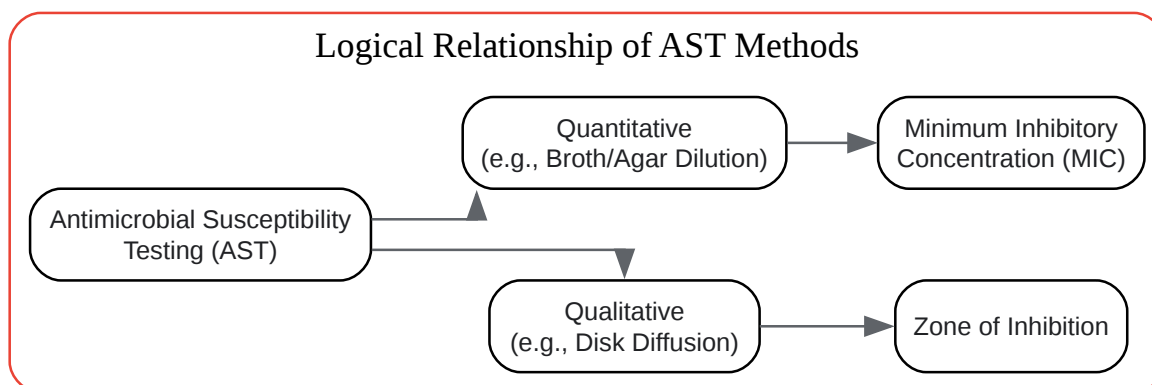 Logical Relationship of AST Methods
Quantitative
(e.g., Broth/Agar Dilution)
Minimum Inhibitory
Concentration (MIC)
Antimicrobial Susceptibility
Testing (AST)
Qualitative
(e.g., Disk Diffusion)
Zone of Inhibition